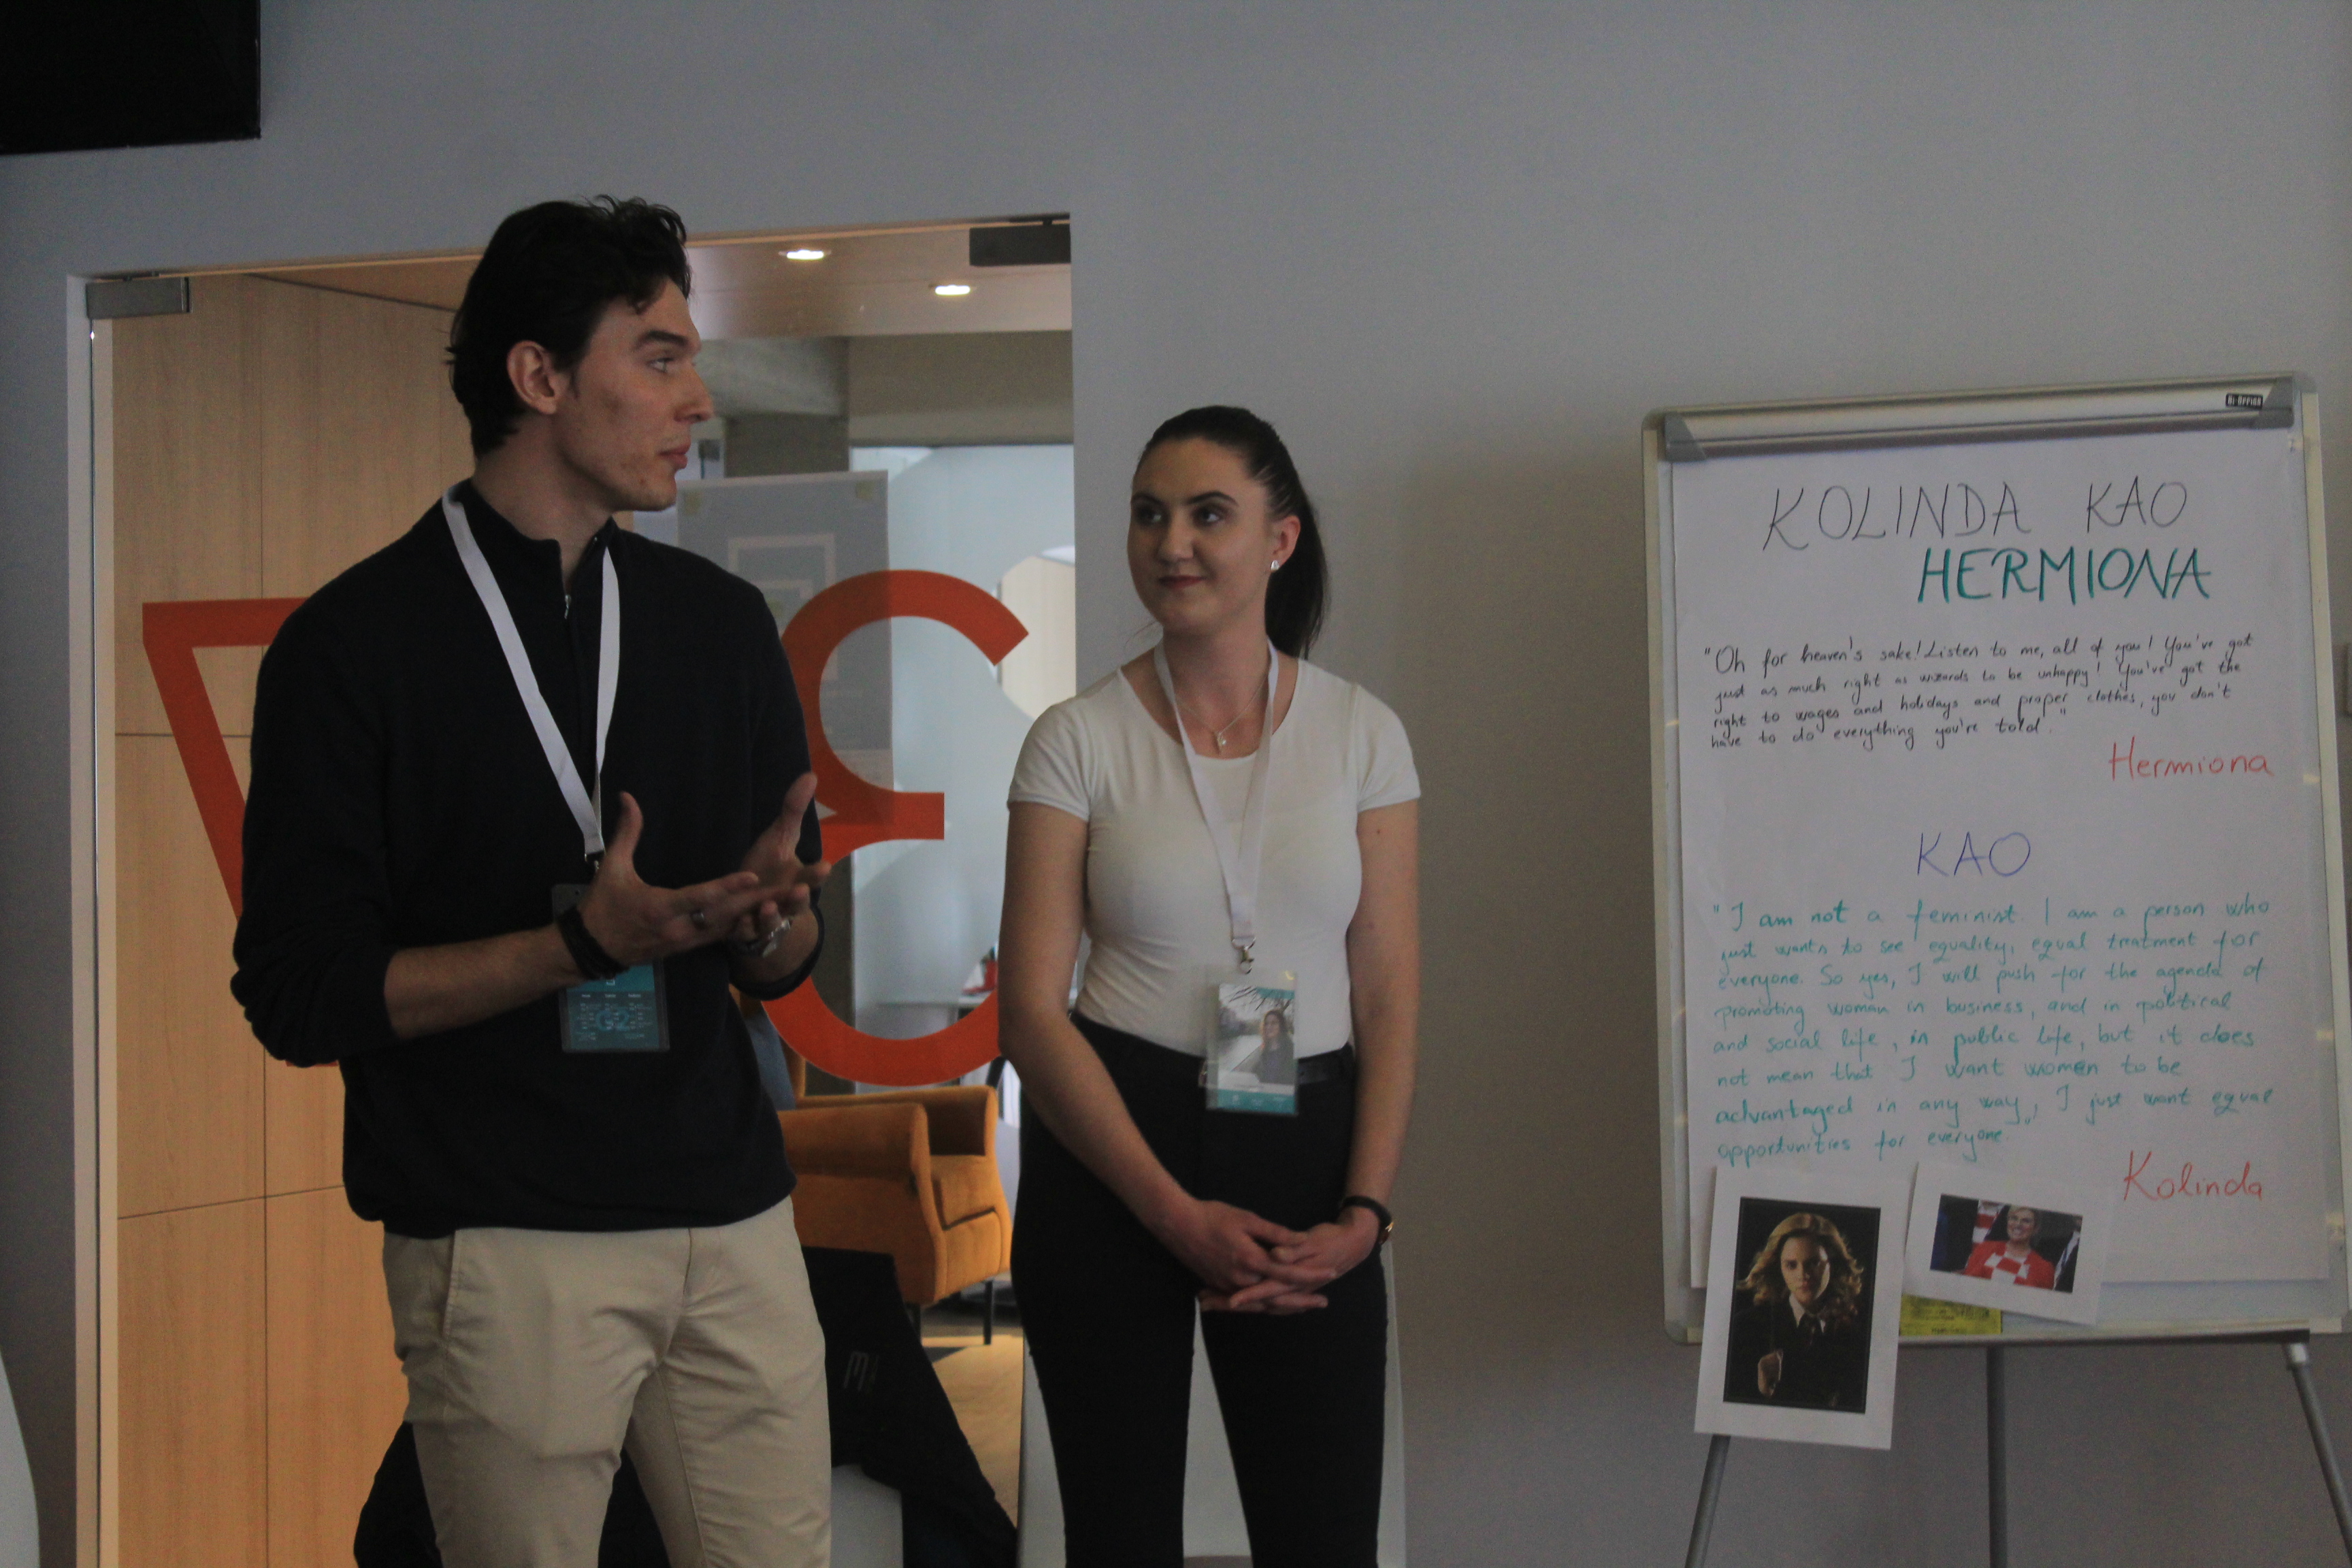 BI-OFFICE
KOLINDA KAO
HERMIONA
"Oh for heaven's sake! Listen to me, all of you! You've got
just as much right as wizards to be unhappy! You've got the
right to wages and holidays and proper clothes, you don't
have to do everything you're told."
Hermiona
KAO
"I am not a feminist. I am a person who
just wants to see equality, equal treatment for
everyone. So yes, I will push for the agenda of
promoting woman in business, and in political
and social life, in public life, but it does
not mean that I want women to be
advantaged in any way, I just want equal
opportunities for everyone.
Kolinda